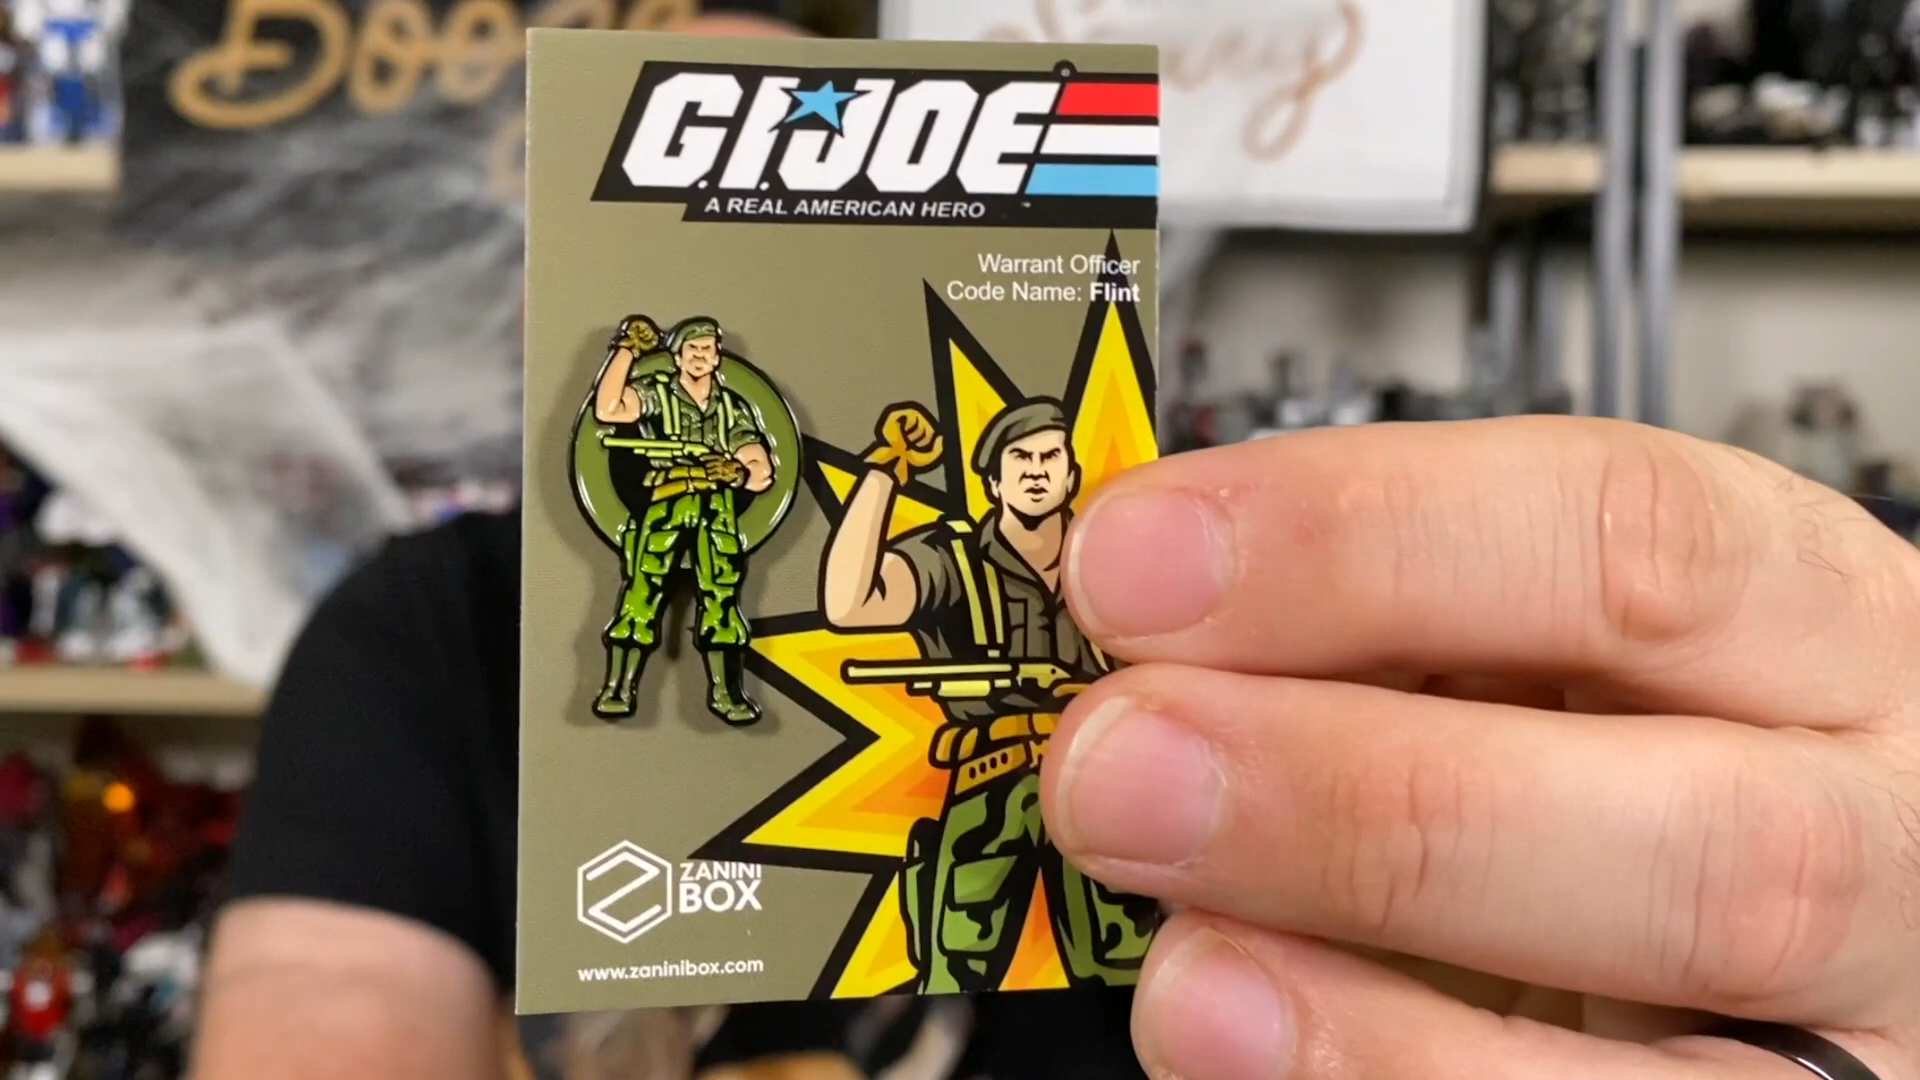 G.I.JOE
A REAL AMERICAN HERO
Warrant Officer
Code Name: Flint
ZANINI
BOX
www.zaninibox.com